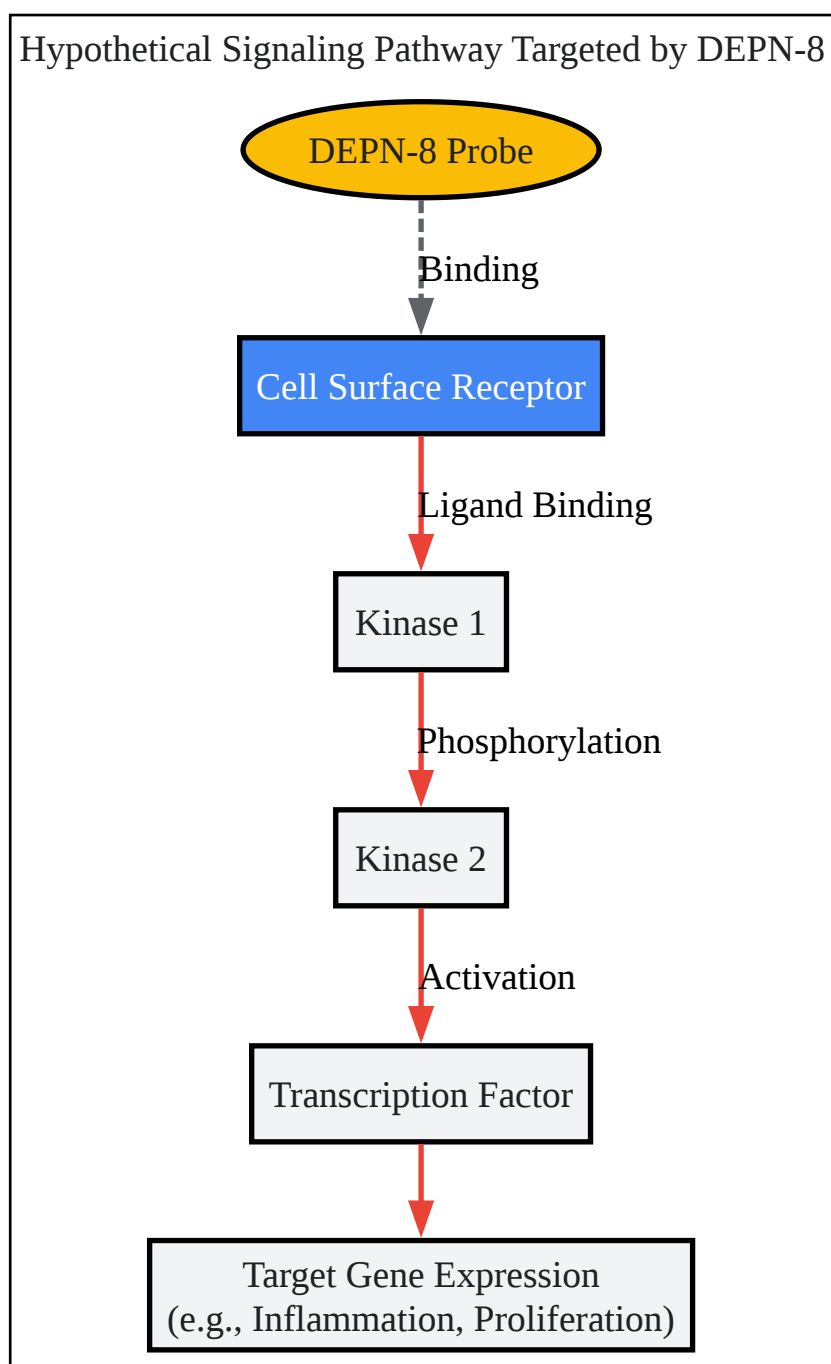 Hypothetical Signaling Pathway Targeted by DEPN-8
DEPN-8 Probe
Binding
Cell Surface Receptor
Ligand Binding
Kinase 1
Phosphorylation
Kinase 2
Activation
Transcription Factor
Target Gene Expression
(e.g., Inflammation, Proliferation)